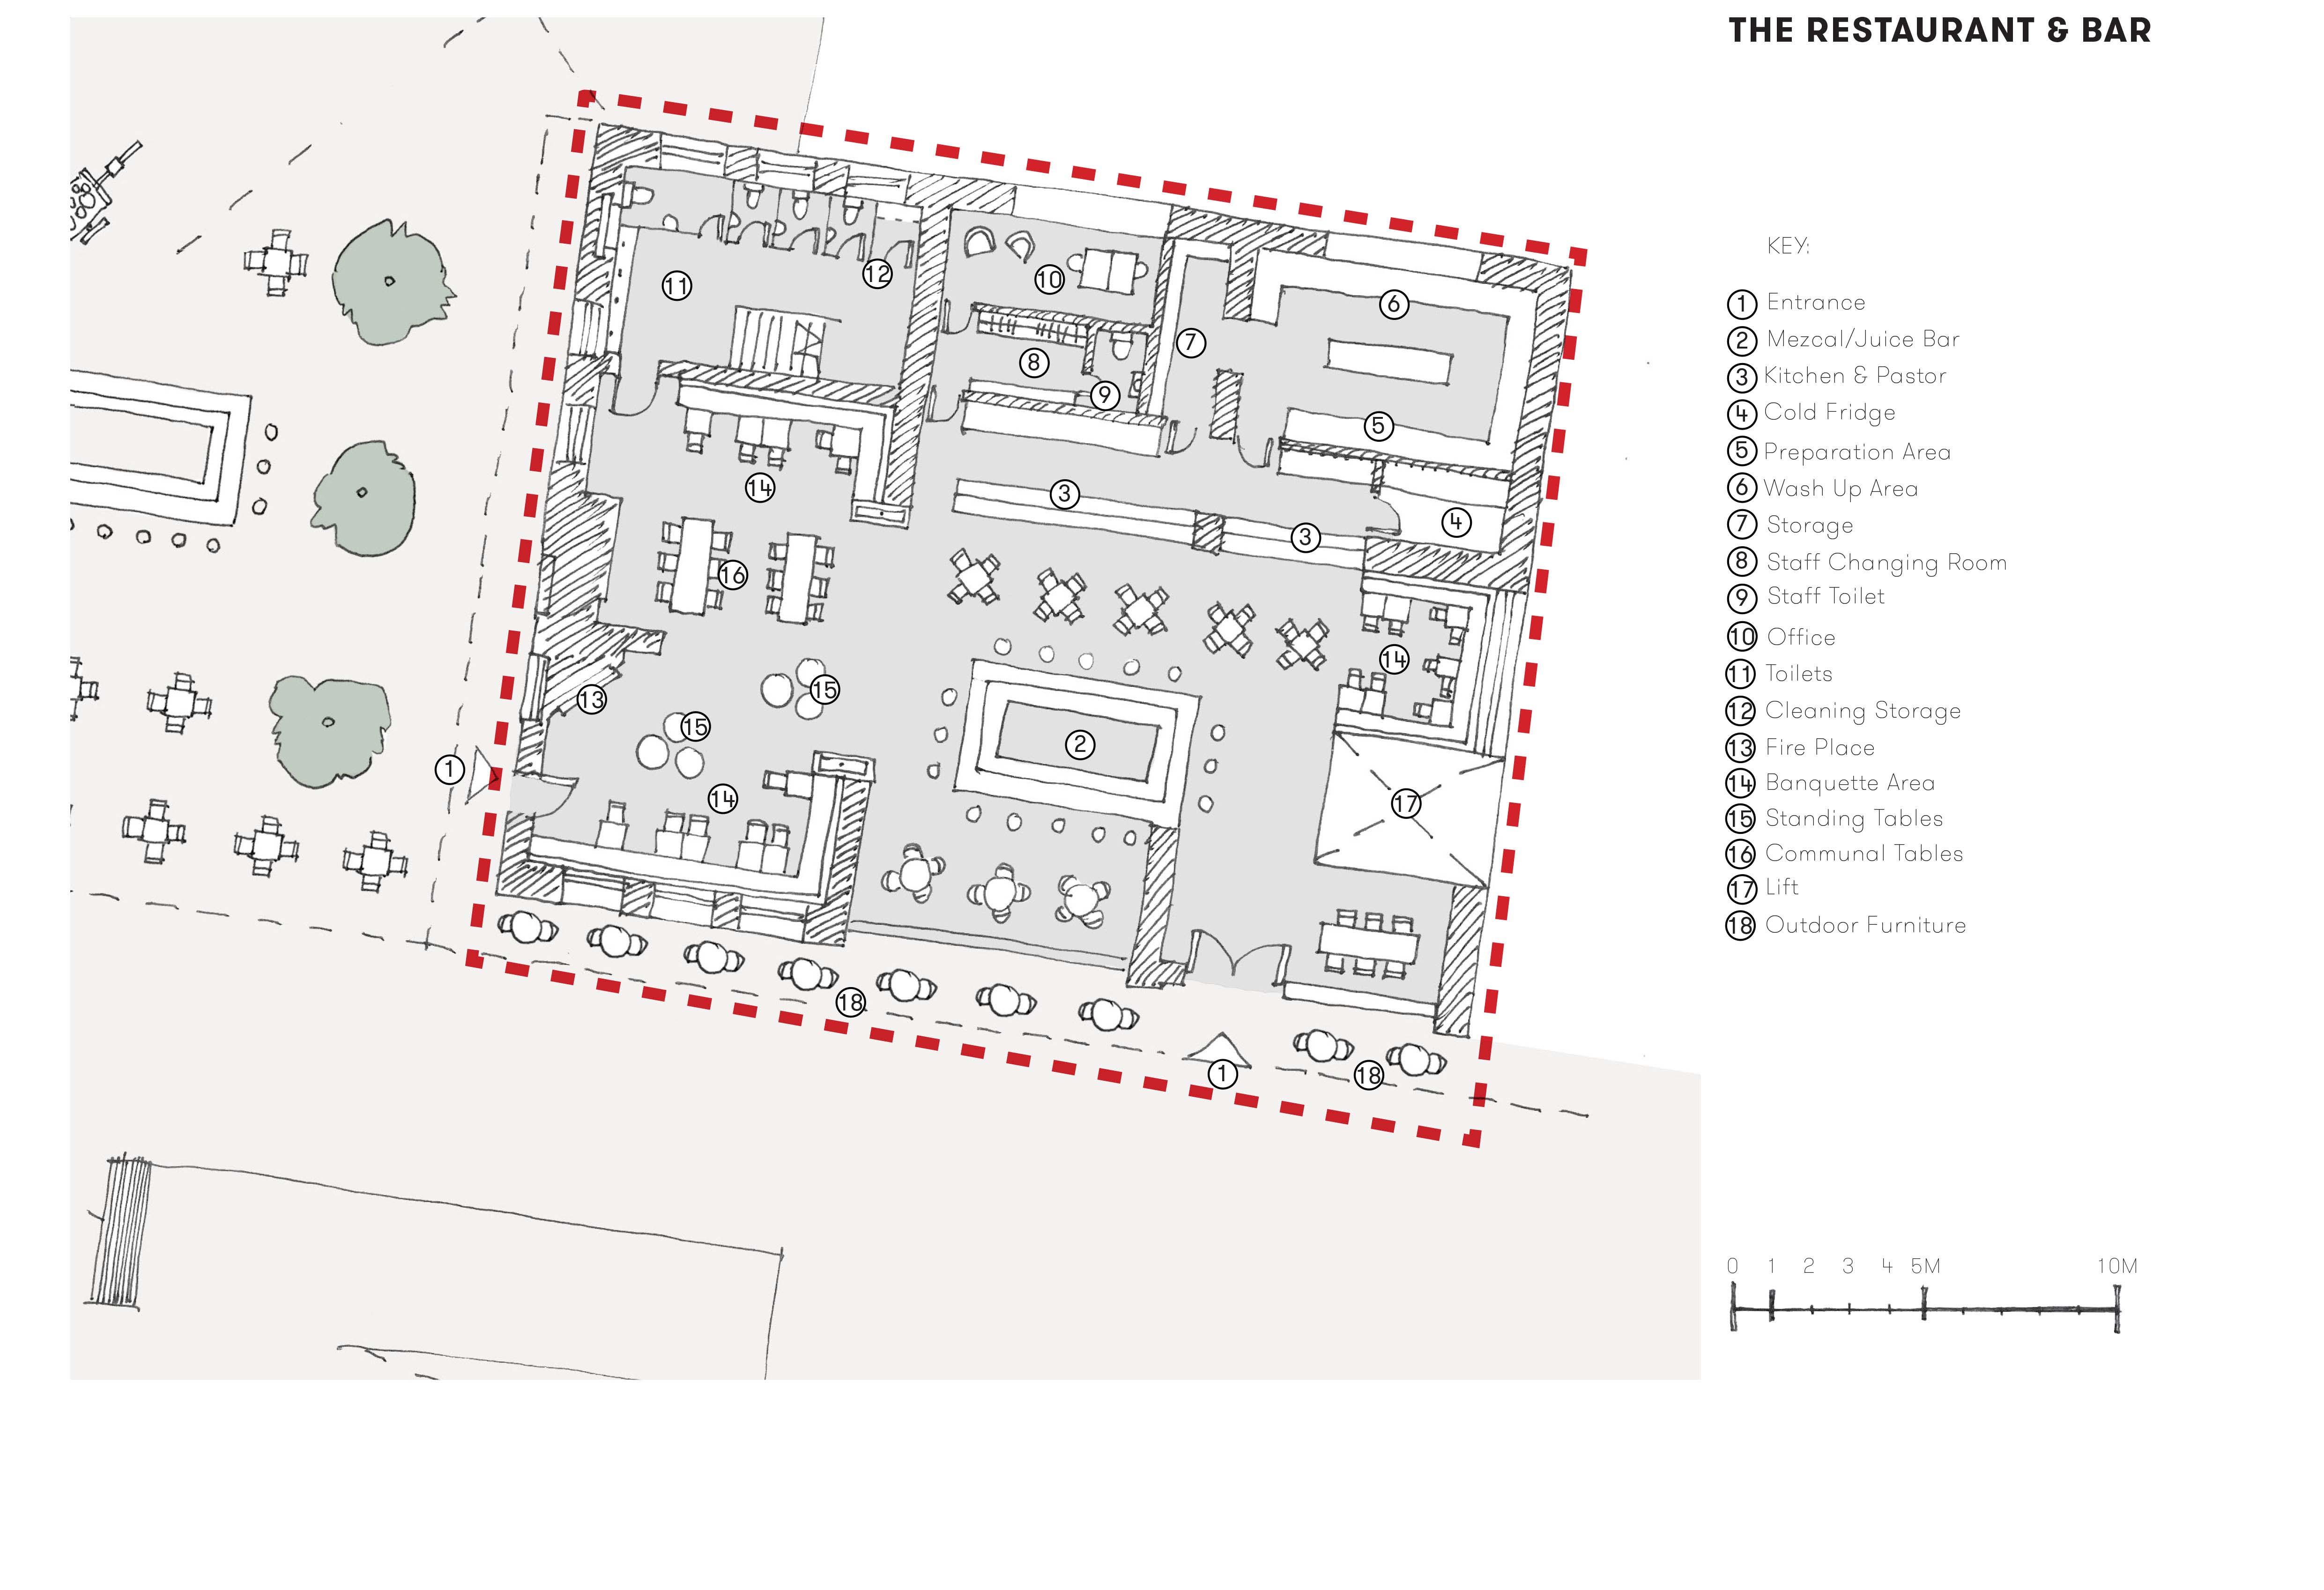 THE RESTAURANT & BAR
KEY:
1 Entrance
2 Mezcal/Juice Bar
3 Kitchen & Pastor
4 Cold Fridge
5 Preparation Area
6 Wash Up Area
7 Storage
8 Staff Changing Room
9 Staff Toilet
10 Office
11 Toilets
12 Cleaning Storage
13 Fire Place
14 Banquette Area
15 Standing Tables
16 Communal Tables
17 Lift
18 Outdoor Furniture
0 1 2 3 4 5M 10M
11
12
10
6
7
8
9
5
14
3
3
4
16
14
13
15
15
2
1
14
17
18
1
18